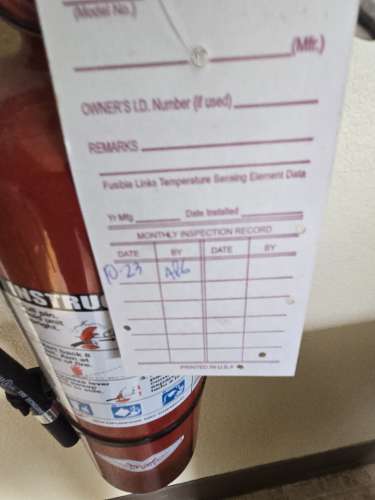 (Model No.)
(Mfr.)
OWNER'S I.D. Number (if used)
REMARKS
Fusible Links Temperature Sensing Element Data
Yr Mfg. Date Installed
MONTHLY INSPECTION RECORD
DATE BY DATE BY
10-23
PRINTED IN U.S.A.
INSTRUC